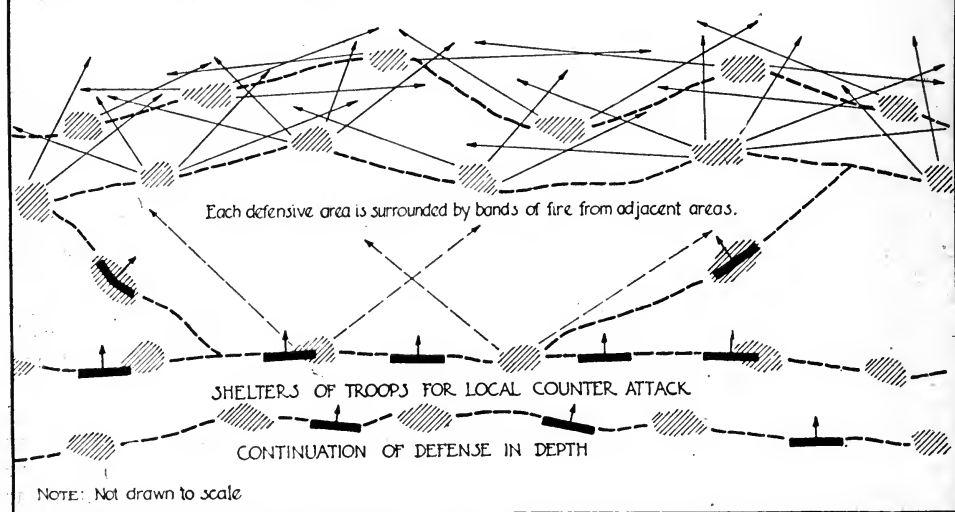 Each defensive area is surrounded by bands of fire from adjacent areas.
SHELTERS OF TROOPS FOR LOCAL COUNTER ATTACK
CONTINUATION OF DEFENSE IN DEPTH
NOTE: Not drawn to scale